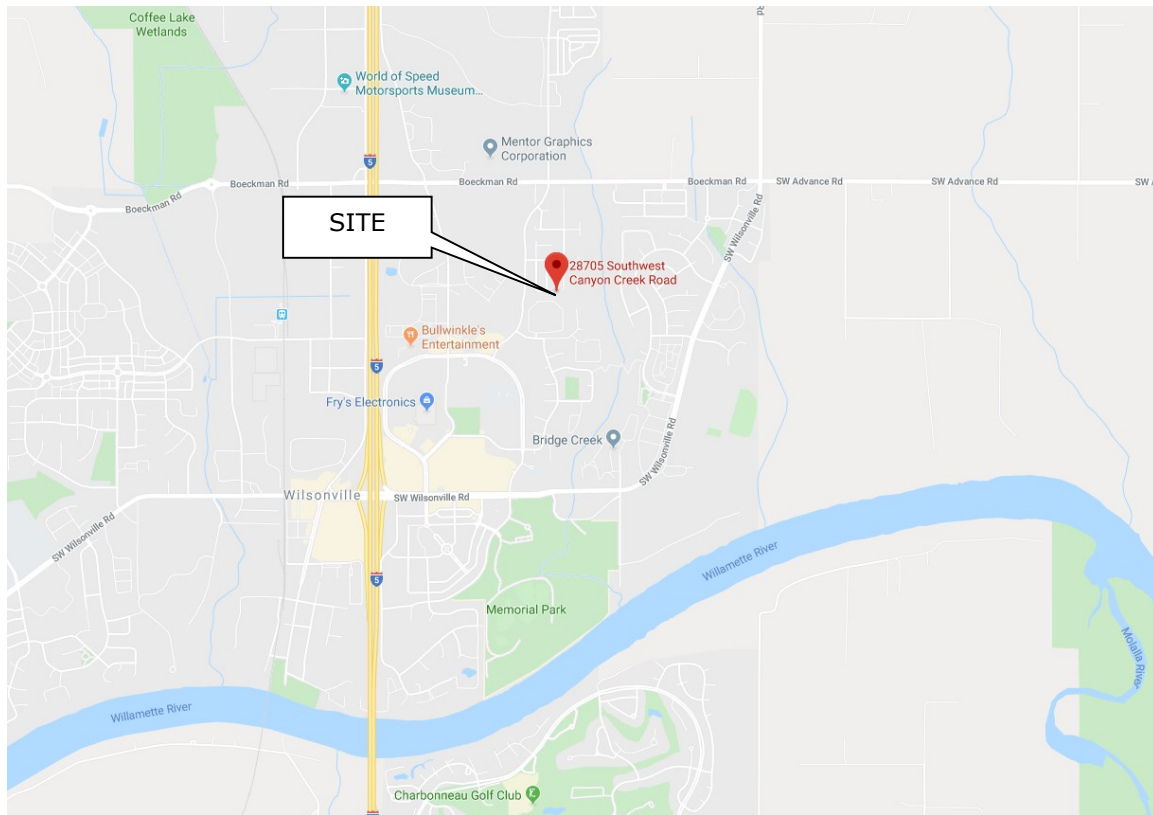 Coffee Lake
Wetlands
World of Speed
Motorsports Museum...
Mentor Graphics
Corporation
5
Boeckman Rd
Boeckman Rd
Boeckman Rd
SW Advance Rd
SW Advance Rd
Boeckman Rd
SW Wilsonville Rd
SITE
28705 Southwest
Canyon Creek Road
Bullwinkle's
Entertainment
5
Fry's Electronics
Bridge Creek
SW Wilsonville Rd
Wilsonville
SW Wilsonville Rd
SW Wilsonville Rd
Willamette River
5
Memorial Park
Molalla River
Willamette River
Charbonneau Golf Club